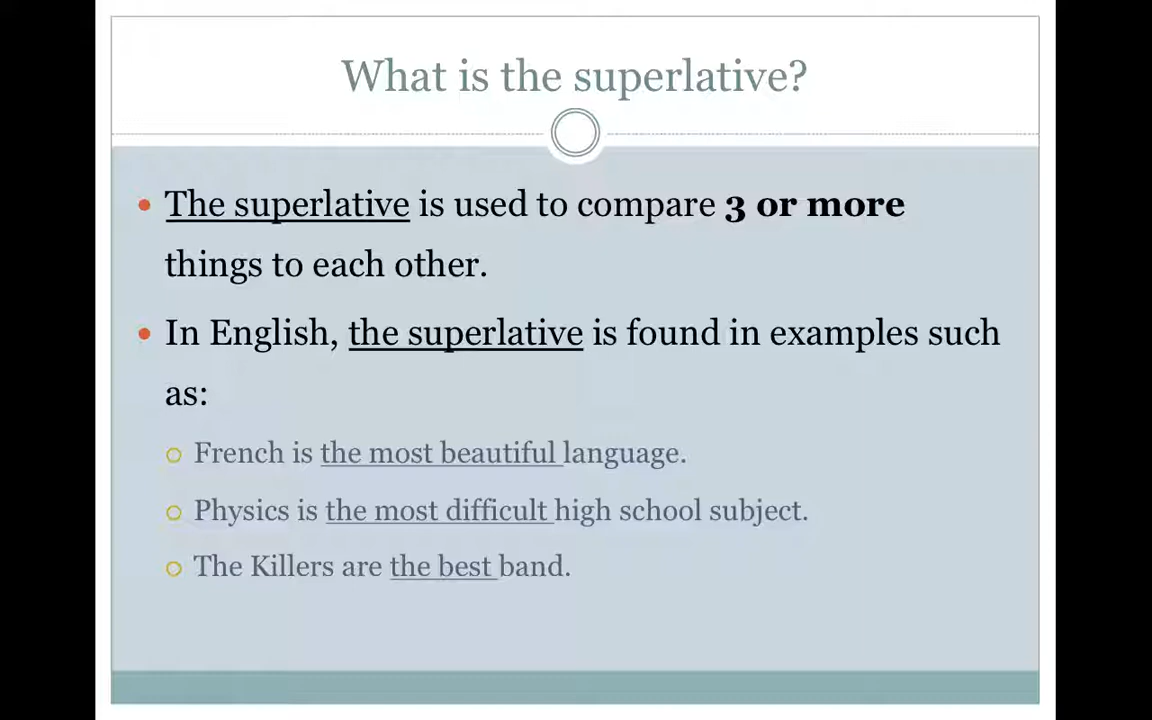 What is the superlative?
The superlative is used to compare 3 or more
things to each other.
In English, the superlative is found in examples such
as:
French is the most beautiful language.
Physics is the most difficult high school subject.
The Killers are the best band.